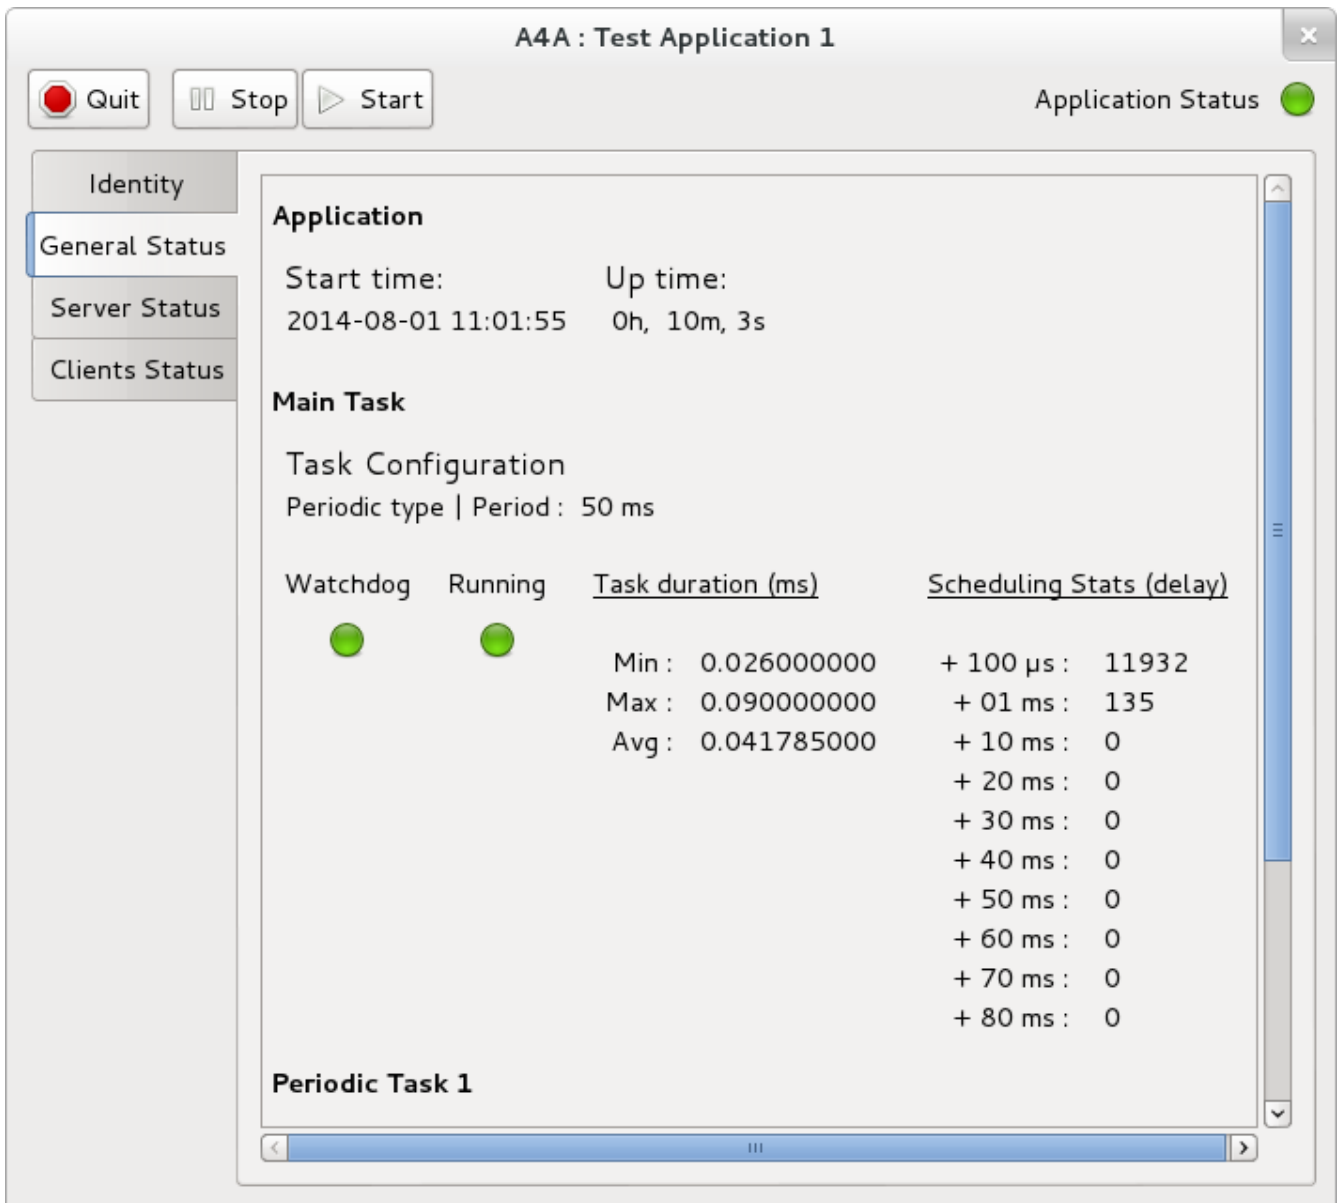 A4A : Test Application 1
Quit Stop Start Application Status
Identity
General Status
Server Status
Clients Status
Application
Start time: Up time:
2014-08-01 11:01:55 0h, 10m, 3s
Main Task
Task Configuration
Periodic type | Period : 50 ms
Watchdog Running Task duration (ms) Scheduling Stats (delay)
Min : 0.026000000 + 100 µs : 11932
Max : 0.090000000 + 01 ms : 135
Avg : 0.041785000 + 10 ms : 0
+ 20 ms : 0
+ 30 ms : 0
+ 40 ms : 0
+ 50 ms : 0
+ 60 ms : 0
+ 70 ms : 0
+ 80 ms : 0
Periodic Task 1